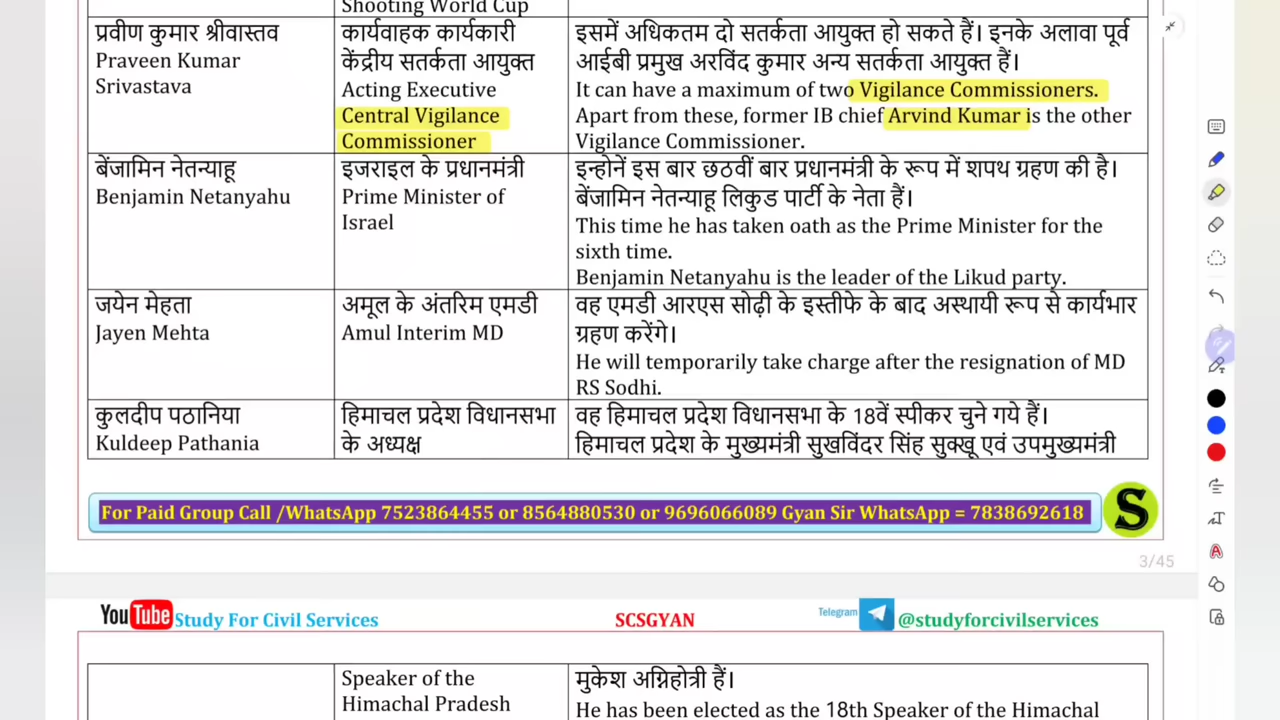 Shooting World Cup
प्रवीण कुमार श्रीवास्तव
Praveen Kumar
Srivastava
कार्यवाहक कार्यकारी
केंद्रीय सतर्कता आयुक्त
Acting Executive
Central Vigilance
Commissioner
इसमें अधिकतम दो सतर्कता आयुक्त हो सकते हैं। इनके अलावा पूर्व
आईबी प्रमुख अरविंद कुमार अन्य सतर्कता आयुक्त हैं।
It can have a maximum of two Vigilance Commissioners.
Apart from these, former IB chief Arvind Kumar is the other
Vigilance Commissioner.
बेंजामिन नेतन्याहू
Benjamin Netanyahu
इजराइल के प्रधानमंत्री
Prime Minister of
Israel
इन्होनें इस बार छठवीं बार प्रधानमंत्री के रूप में शपथ ग्रहण की है।
बेंजामिन नेतन्याहू लिकुड पार्टी के नेता हैं।
This time he has taken oath as the Prime Minister for the
sixth time.
Benjamin Netanyahu is the leader of the Likud party.
जयेन मेहता
Jayen Mehta
अमूल के अंतरिम एमडी
Amul Interim MD
वह एमडी आरएस सोढ़ी के इस्तीफे के बाद अस्थायी रूप से कार्यभार
ग्रहण करेंगे।
He will temporarily take charge after the resignation of MD
RS Sodhi.
कुलदीप पठानिया
Kuldeep Pathania
हिमाचल प्रदेश विधानसभा
के अध्यक्ष
वह हिमाचल प्रदेश विधानसभा के 18वें स्पीकर चुने गये हैं।
हिमाचल प्रदेश के मुख्यमंत्री सुखविंदर सिंह सुक्खू एवं उपमुख्यमंत्री
For Paid Group Call /WhatsApp 7523864455 or 8564880530 or 9696066089 Gyan Sir WhatsApp = 7838692618
S
3/45
YouTube Study For Civil Services
SCSGYAN
Telegram @studyforcivilservices
Speaker of the
Himachal Pradesh
मुकेश अग्निहोत्री हैं।
He has been elected as the 18th Speaker of the Himachal